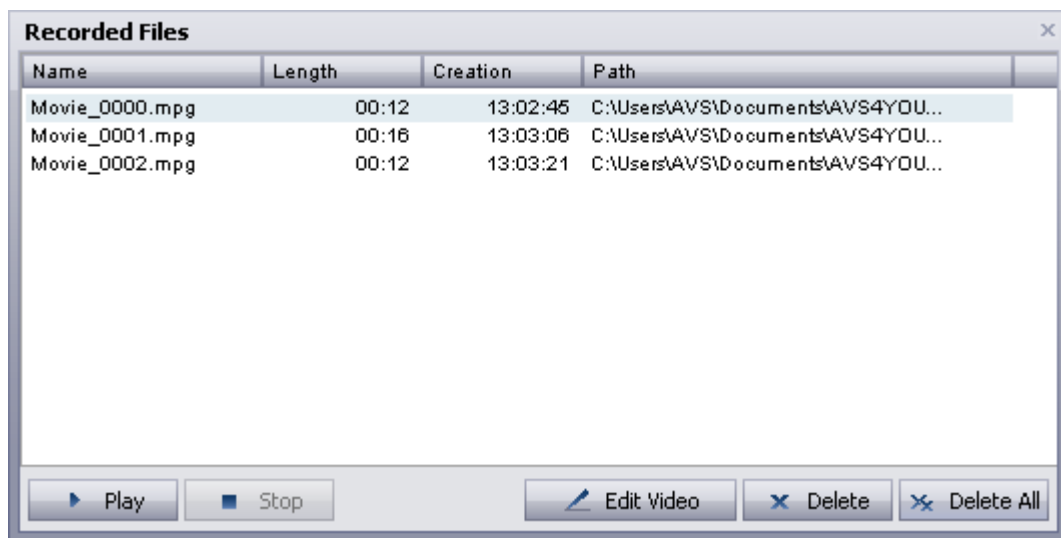 Recorded Files
Name Length Creation Path
Movie_0000.mpg 00:12 13:02:45 C:\Users\AVS\Documents\AVS4YOU...
Movie_0001.mpg 00:16 13:03:06 C:\Users\AVS\Documents\AVS4YOU...
Movie_0002.mpg 00:12 13:03:21 C:\Users\AVS\Documents\AVS4YOU...
Play Stop Edit Video Delete Delete All